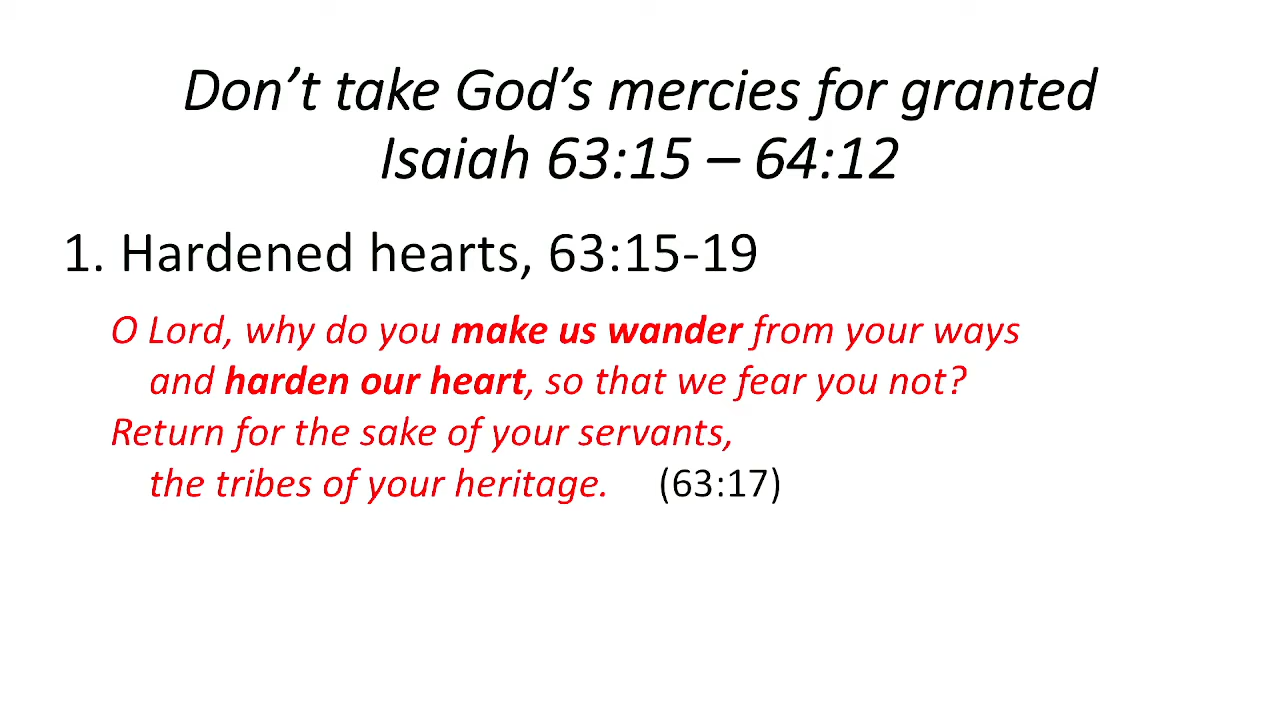 Don’t take God’s mercies for granted
Isaiah 63:15 – 64:12
1. Hardened hearts, 63:15-19
O Lord, why do you make us wander from your ways
and harden our heart, so that we fear you not?
Return for the sake of your servants,
the tribes of your heritage. (63:17)